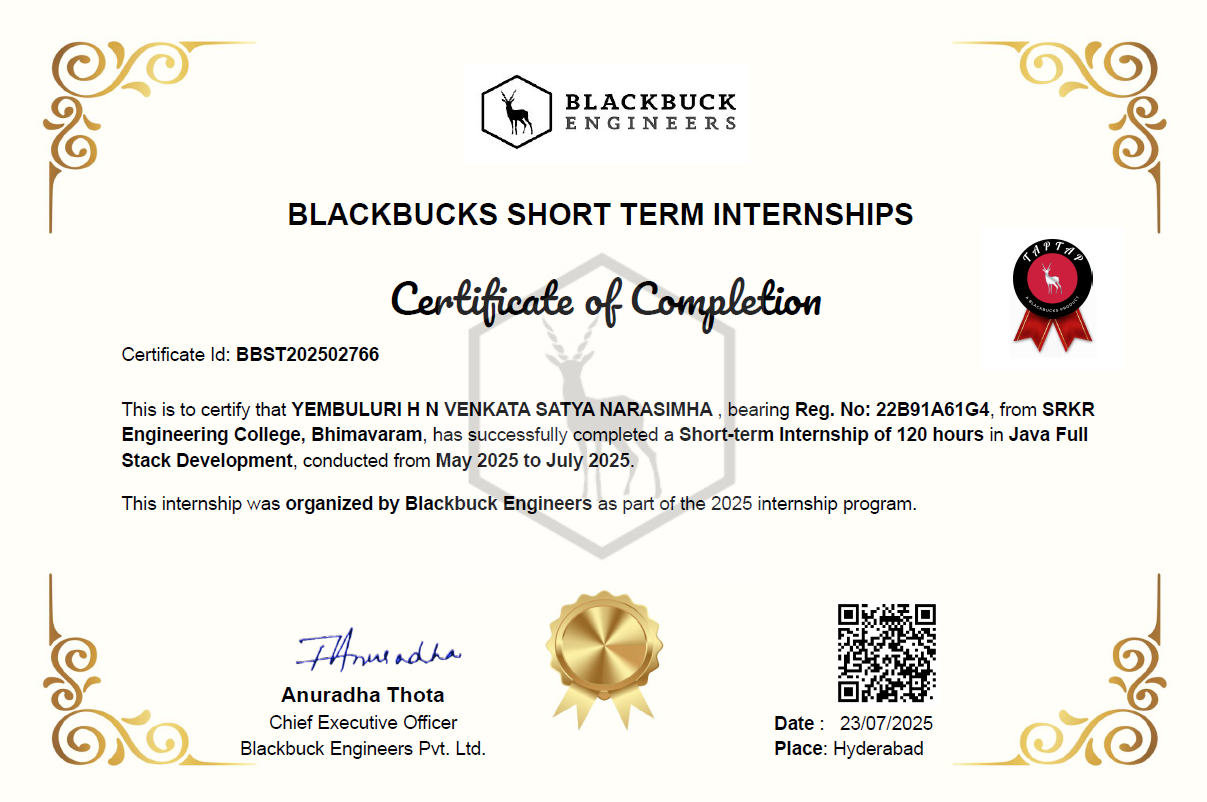 BLACKBUCK
ENGINEERS
BLACKBUCKS SHORT TERM INTERNSHIPS
TAPTAP
A BLACKBUCKS PRODUCT
Certificate of Completion
Certificate Id: BBST202502766
This is to certify that YEMBULURI H N VENKATA SATYA NARASIMHA , bearing Reg. No: 22B91A61G4, from SRKR
Engineering College, Bhimavaram, has successfully completed a Short-term Internship of 120 hours in Java Full
Stack Development, conducted from May 2025 to July 2025.
This internship was organized by Blackbuck Engineers as part of the 2025 internship program.
T Anuradha
Anuradha Thota
Chief Executive Officer
Blackbuck Engineers Pvt. Ltd.
Date : 23/07/2025
Place: Hyderabad